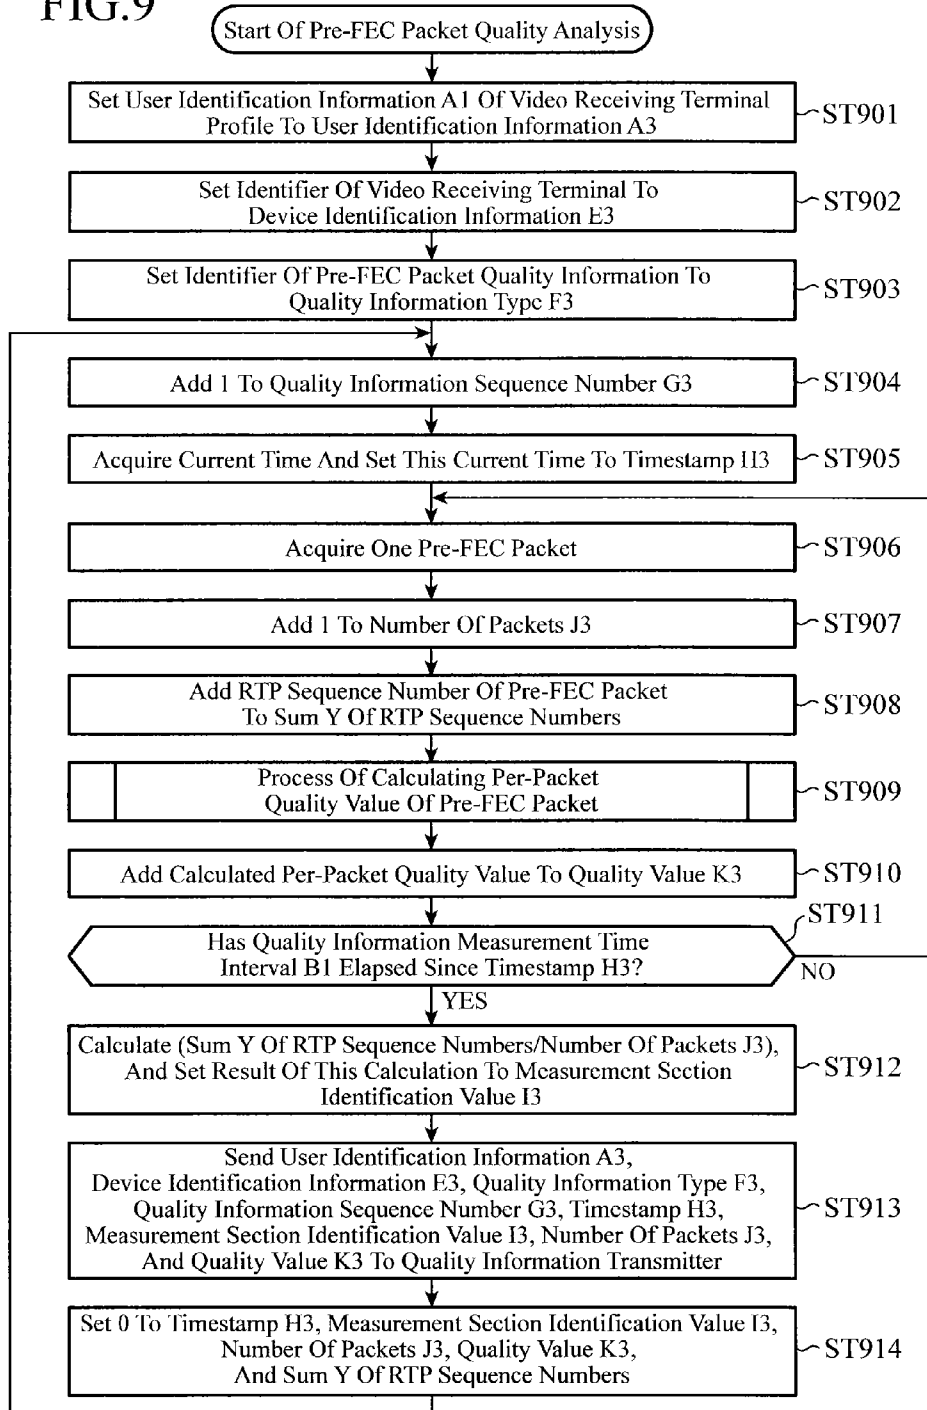 FIG.9
Start Of Pre-FEC Packet Quality Analysis
Set User Identification Information A1 Of Video Receiving Terminal
Profile To User Identification Information A3
ST901
Set Identifier Of Video Receiving Terminal To
Device Identification Information E3
ST902
Set Identifier Of Pre-FEC Packet Quality Information To
Quality Information Type F3
ST903
Add 1 To Quality Information Sequence Number G3
ST904
Acquire Current Time And Set This Current Time To Timestamp H3
ST905
Acquire One Pre-FEC Packet
ST906
Add 1 To Number Of Packets J3
ST907
Add RTP Sequence Number Of Pre-FEC Packet
To Sum Y Of RTP Sequence Numbers
ST908
Process Of Calculating Per-Packet
Quality Value Of Pre-FEC Packet
ST909
Add Calculated Per-Packet Quality Value To Quality Value K3
ST910
ST911
Has Quality Information Measurement Time
Interval B1 Elapsed Since Timestamp H3?
NO
YES
Calculate (Sum Y Of RTP Sequence Numbers/Number Of Packets J3),
And Set Result Of This Calculation To Measurement Section
Identification Value I3
ST912
Send User Identification Information A3,
Device Identification Information E3, Quality Information Type F3,
Quality Information Sequence Number G3, Timestamp H3,
Measurement Section Identification Value I3, Number Of Packets J3,
And Quality Value K3 To Quality Information Transmitter
ST913
Set 0 To Timestamp H3, Measurement Section Identification Value I3,
Number Of Packets J3, Quality Value K3,
And Sum Y Of RTP Sequence Numbers
ST914